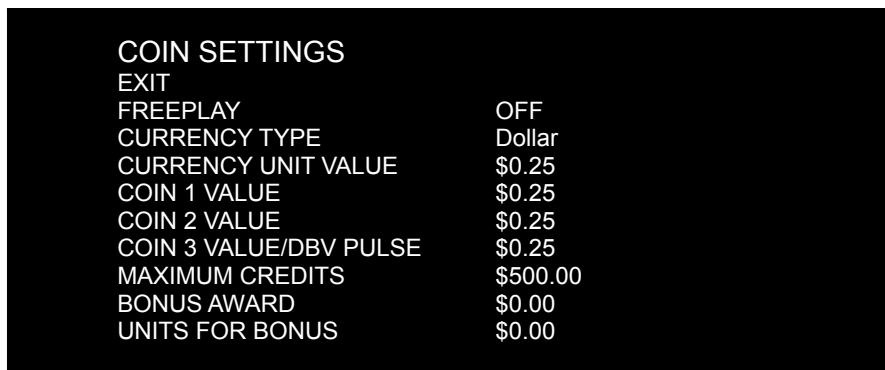 COIN SETTINGS
EXIT
FREEPLAY OFF
CURRENCY TYPE Dollar
CURRENCY UNIT VALUE $0.25
COIN 1 VALUE $0.25
COIN 2 VALUE $0.25
COIN 3 VALUE/DBV PULSE $0.25
MAXIMUM CREDITS $500.00
BONUS AWARD $0.00
UNITS FOR BONUS $0.00